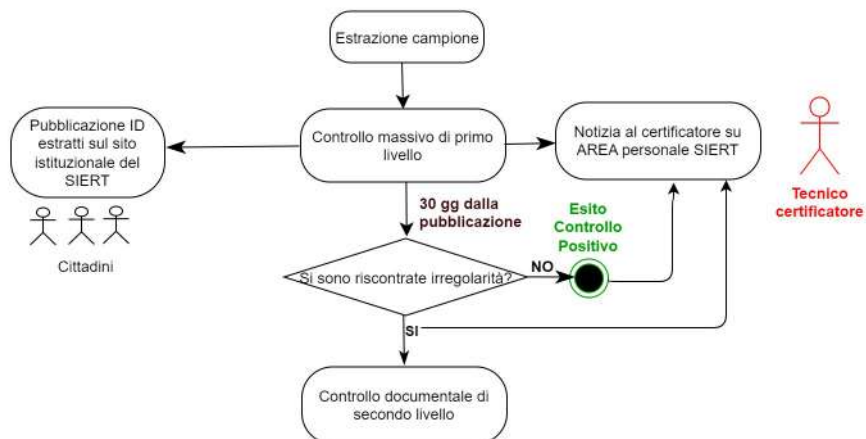 Estrazione campione
Pubblicazione ID
estratti sul sito
istituzionale del
SIERT
Controllo massivo di primo
livello
Notizia al certificatore su
AREA personale SIERT
Tecnico
certificatore
Cittadini
30 gg dalla
pubblicazione
Esito
Controllo
Positivo
Si sono riscontrate irregolarità?
NO
SI
Controllo documentale di
secondo livello